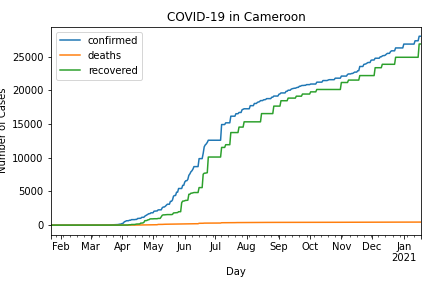 COVID-19 in Cameroon
confirmed
deaths
recovered
Number of Cases
25000
20000
15000
10000
5000
0
Feb Mar Apr May Jun Jul Aug Sep Oct Nov Dec Jan
2021
Day